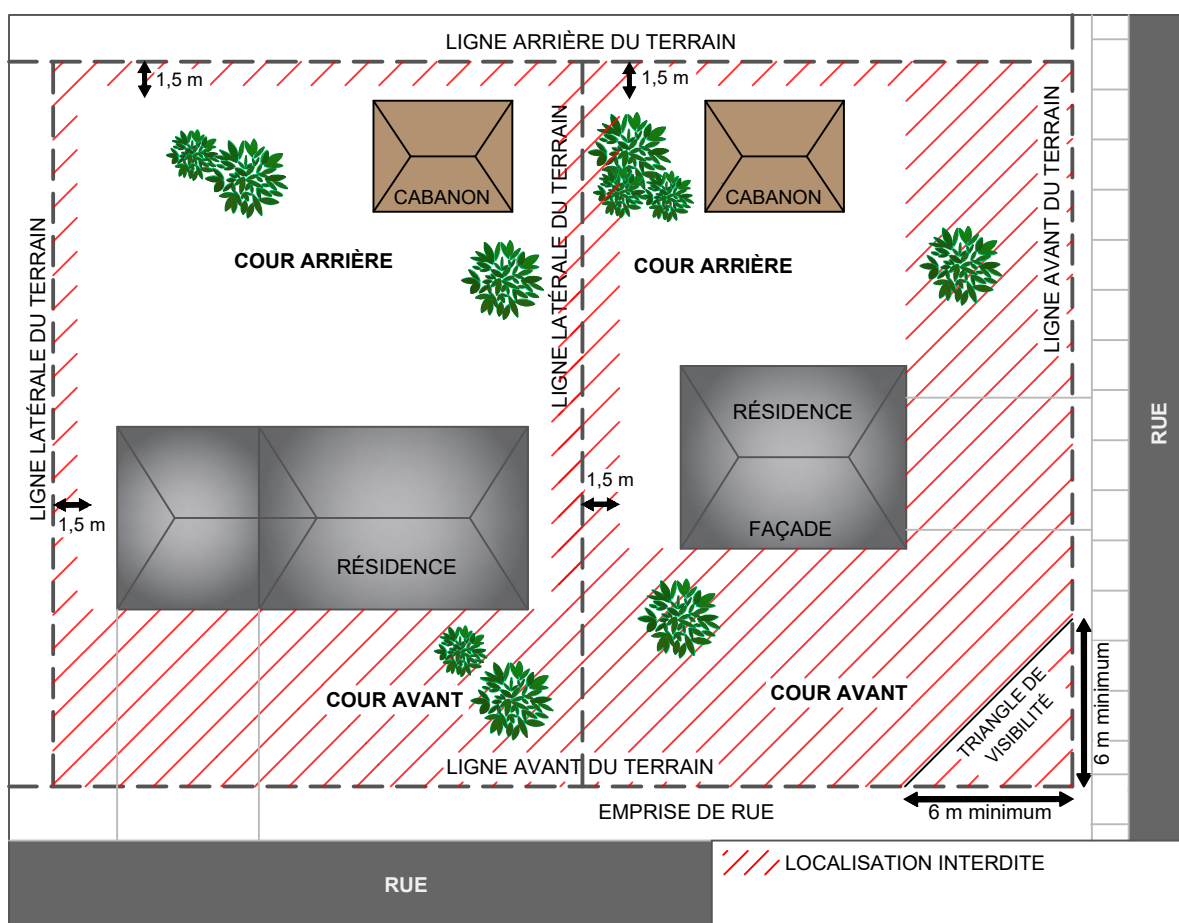 LIGNE ARRIÈRE DU TERRAIN
1,5 m
1,5 m
CABANON
CABANON
LIGNE LATÉRALE DU TERRAIN
LIGNE LATÉRALE DU TERRAIN
LIGNE AVANT DU TERRAIN
COUR ARRIÈRE
COUR ARRIÈRE
RUE
RÉSIDENCE
1,5 m
1,5 m
FAÇADE
RÉSIDENCE
COUR AVANT
COUR AVANT
TRIANGLE DE
VISIBILITÉ
6 m minimum
LIGNE AVANT DU TERRAIN
EMPRISE DE RUE
6 m minimum
LOCALISATION INTERDITE
RUE